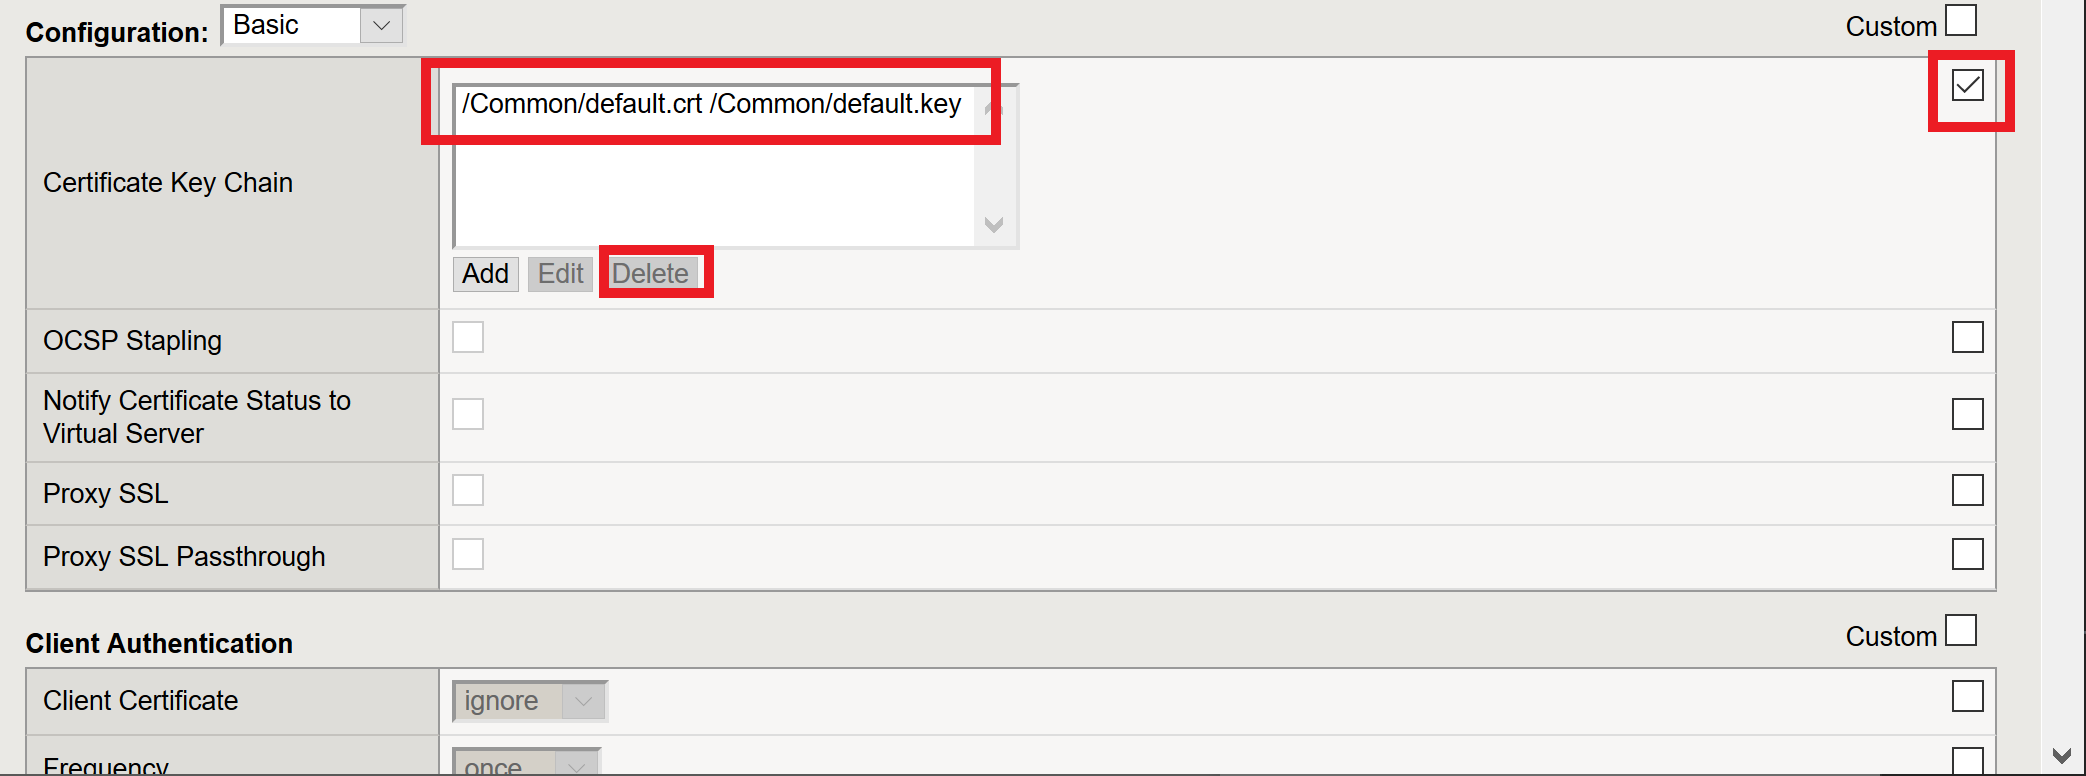 Configuration: Basic Custom
/Common/default.crt /Common/default.key
Certificate Key Chain
Add Edit Delete
OCSP Stapling
Notify Certificate Status to
Virtual Server
Proxy SSL
Proxy SSL Passthrough
Client Authentication Custom
Client Certificate ignore
Frequency once